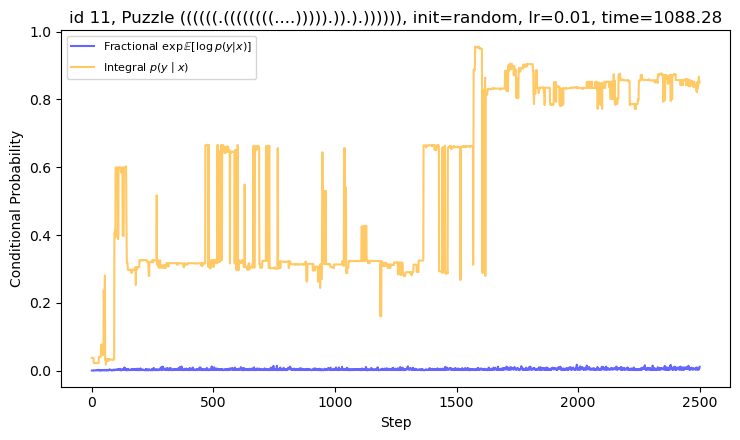 id 11, Puzzle ((((((.((((((((....))))).)).).)))))), init=random, lr=0.01, time=1088.28
Fractional exp𝔼[log p(y|x)]
Integral p(y | x)
Conditional Probability
1.0
0.8
0.6
0.4
0.2
0.0
0
500
1000
1500
2000
2500
Step